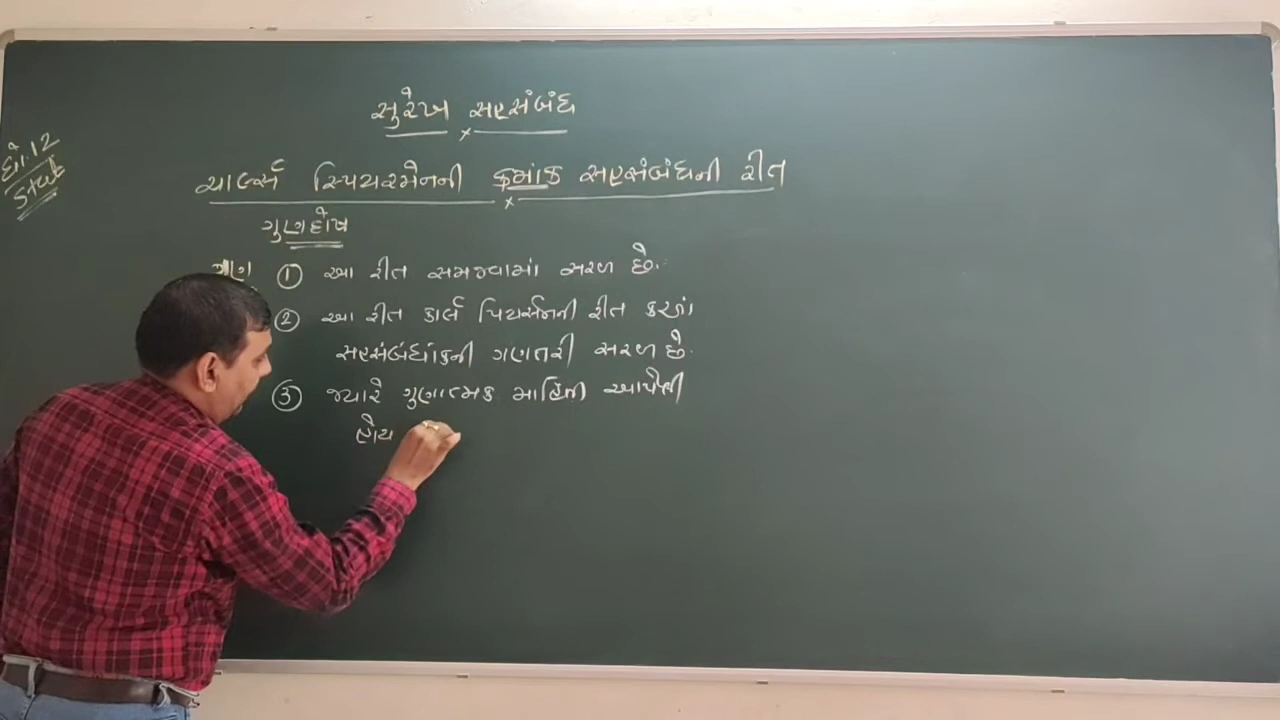 ધો.12
Stat
સુરેખ સહસંબંધ
ચાર્લ્સ સ્પિયરમેનની ક્રમાંક સહસંબંધની રીત
ગુણદોષ
ગુણ ① આ રીત સમજવામાં સરળ છે.
② આ રીત કાર્લ પિયર્સનની રીત કરતાં
સહસંબંધાંકની ગણતરી સરળ છે.
③ જ્યારે ગુણાત્મક માહિતી આપેલી
હોય